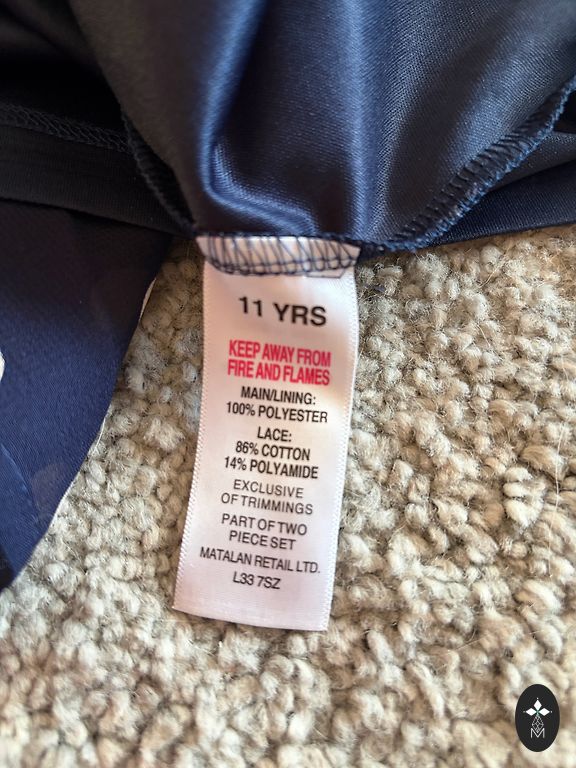 11 YRS
KEEP AWAY FROM
FIRE AND FLAMES
MAIN/LINING:
100% POLYESTER
LACE:
86% COTTON
14% POLYAMIDE
EXCLUSIVE
OF TRIMMINGS
PART OF TWO
PIECE SET
MATALAN RETAIL LTD.
L33 7SZ
M